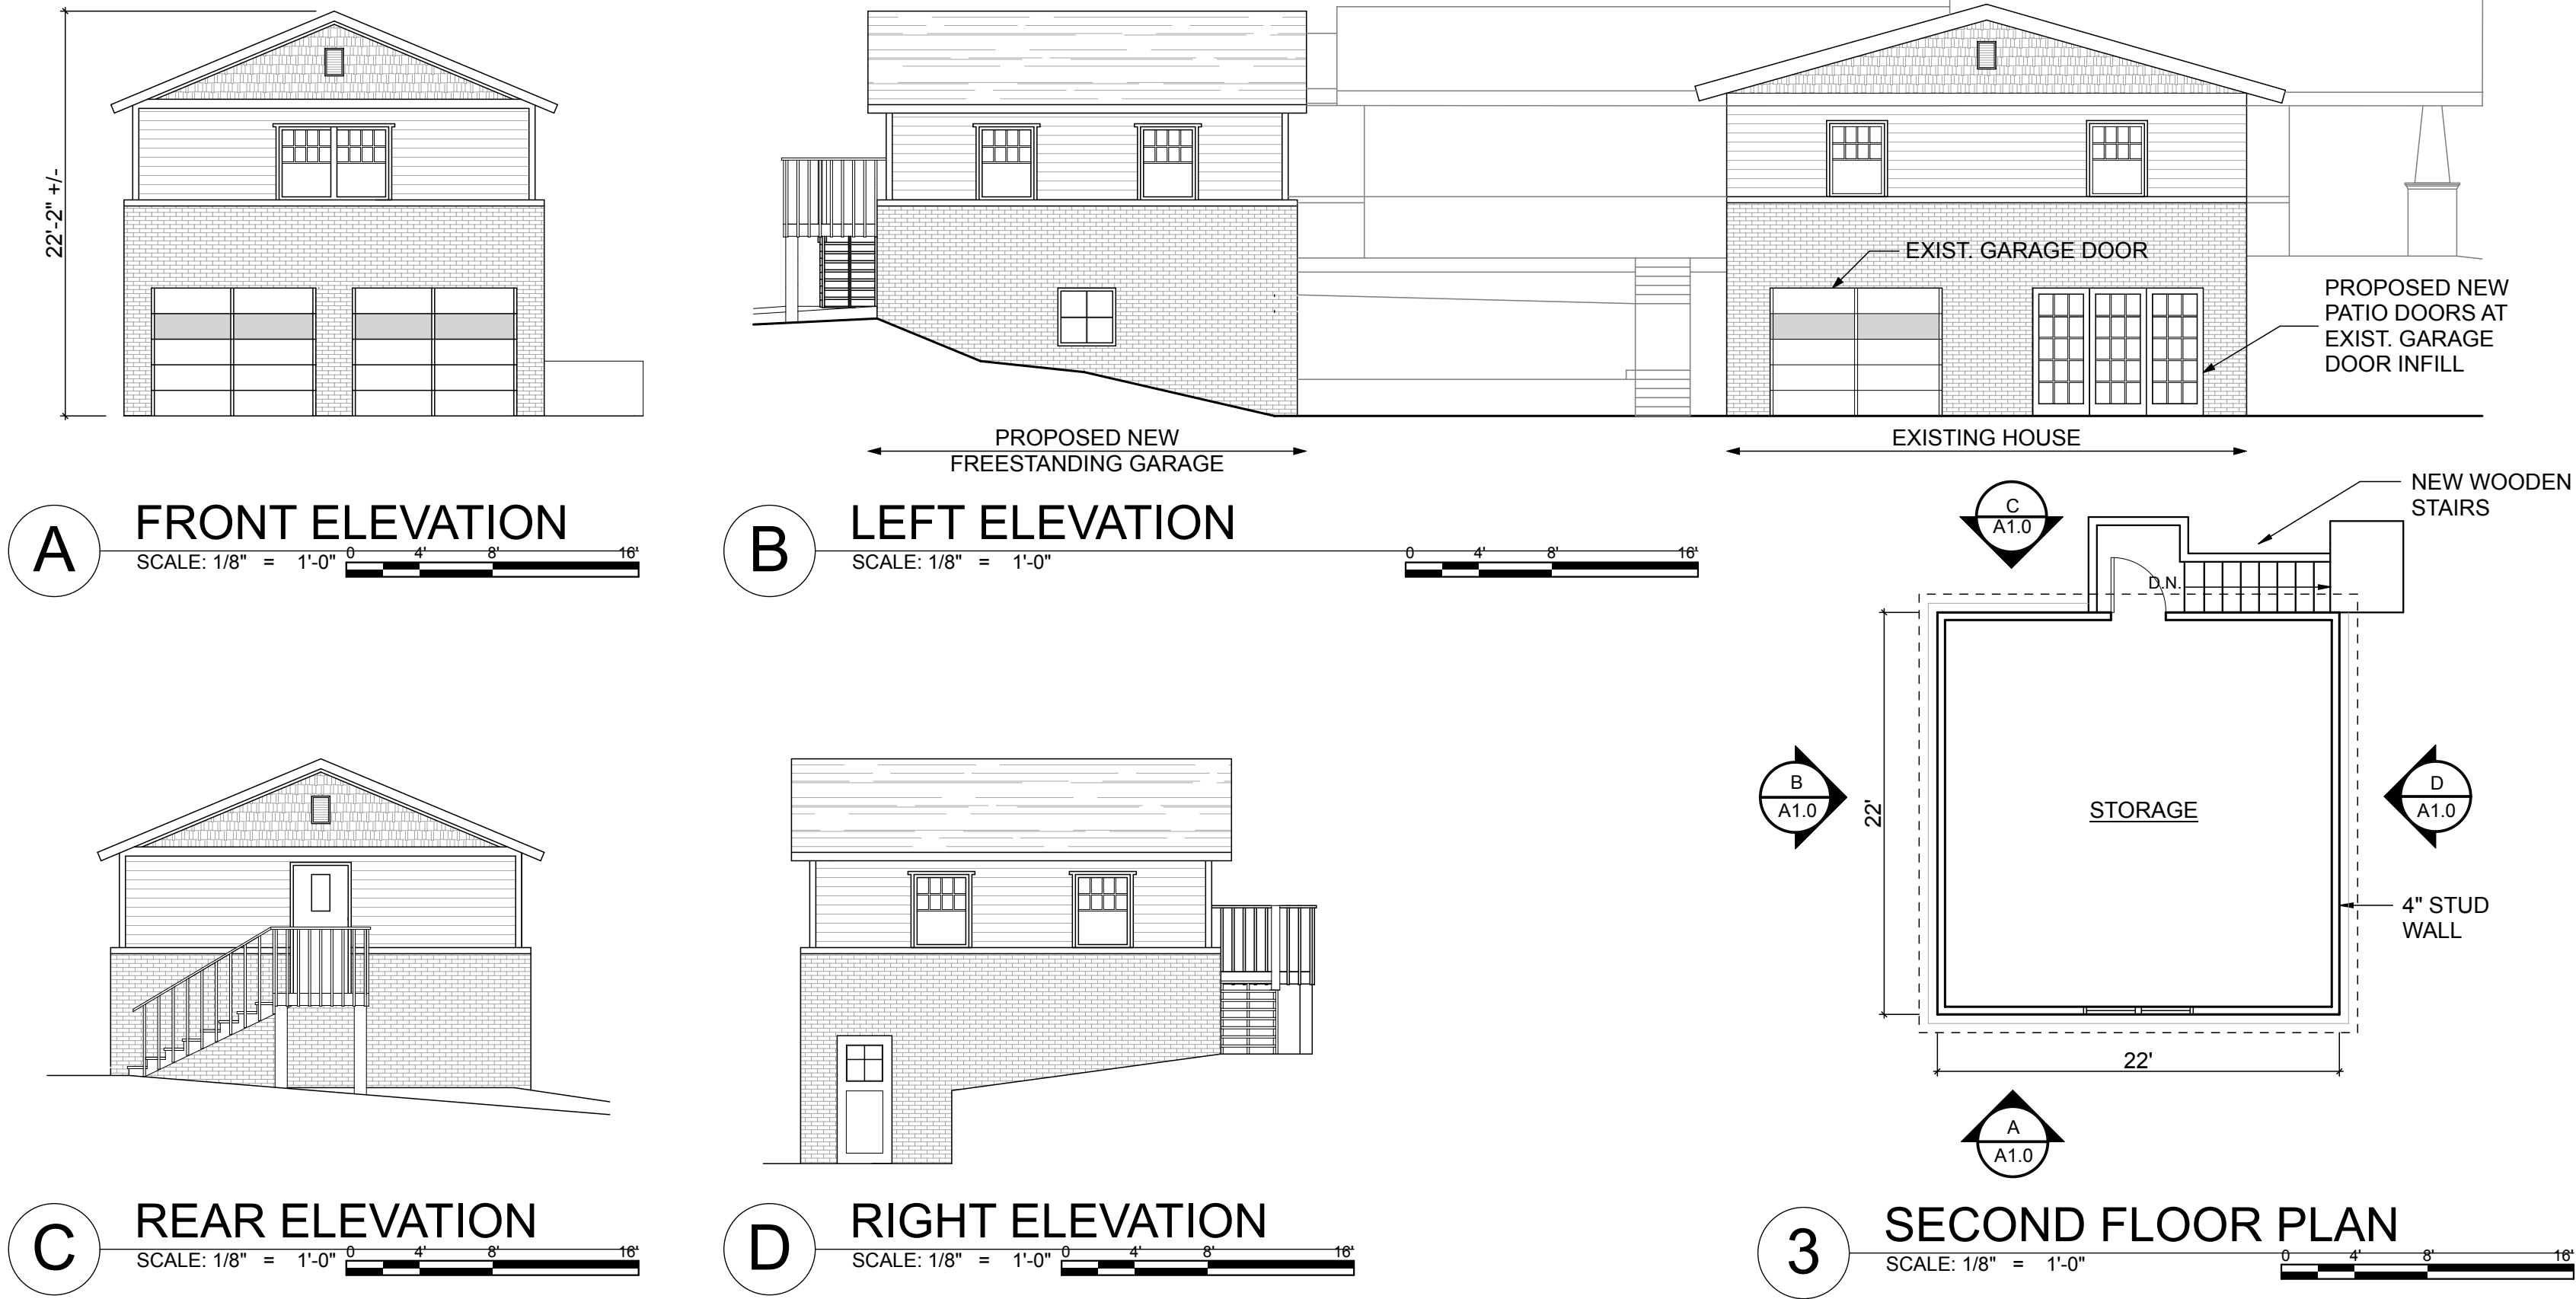 22'-2" +/-
EXIST. GARAGE DOOR
PROPOSED NEW
PATIO DOORS AT
EXIST. GARAGE
DOOR INFILL
PROPOSED NEW
FREESTANDING GARAGE
EXISTING HOUSE
A
FRONT ELEVATION
SCALE: 1/8" = 1'-0"
0 4' 8' 16'
B
LEFT ELEVATION
SCALE: 1/8" = 1'-0"
0 4' 8' 16'
C
A1.0
NEW WOODEN
STAIRS
D.N.
B
A1.0
22'
STORAGE
D
A1.0
4" STUD
WALL
22'
A
A1.0
C
REAR ELEVATION
SCALE: 1/8" = 1'-0"
0 4' 8' 16'
D
RIGHT ELEVATION
SCALE: 1/8" = 1'-0"
0 4' 8' 16'
3
SECOND FLOOR PLAN
SCALE: 1/8" = 1'-0"
0 4' 8' 16'